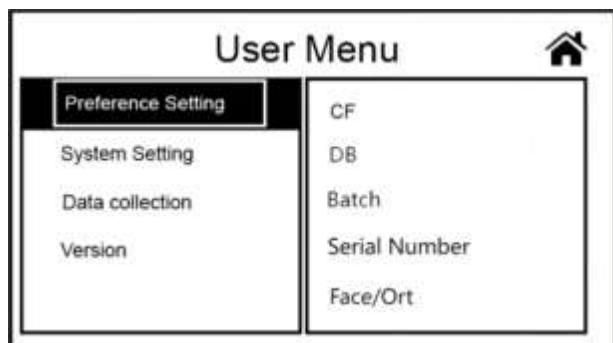 User Menu
Preference Setting
System Setting
Data collection
Version
CF
DB
Batch
Serial Number
Face/Ort